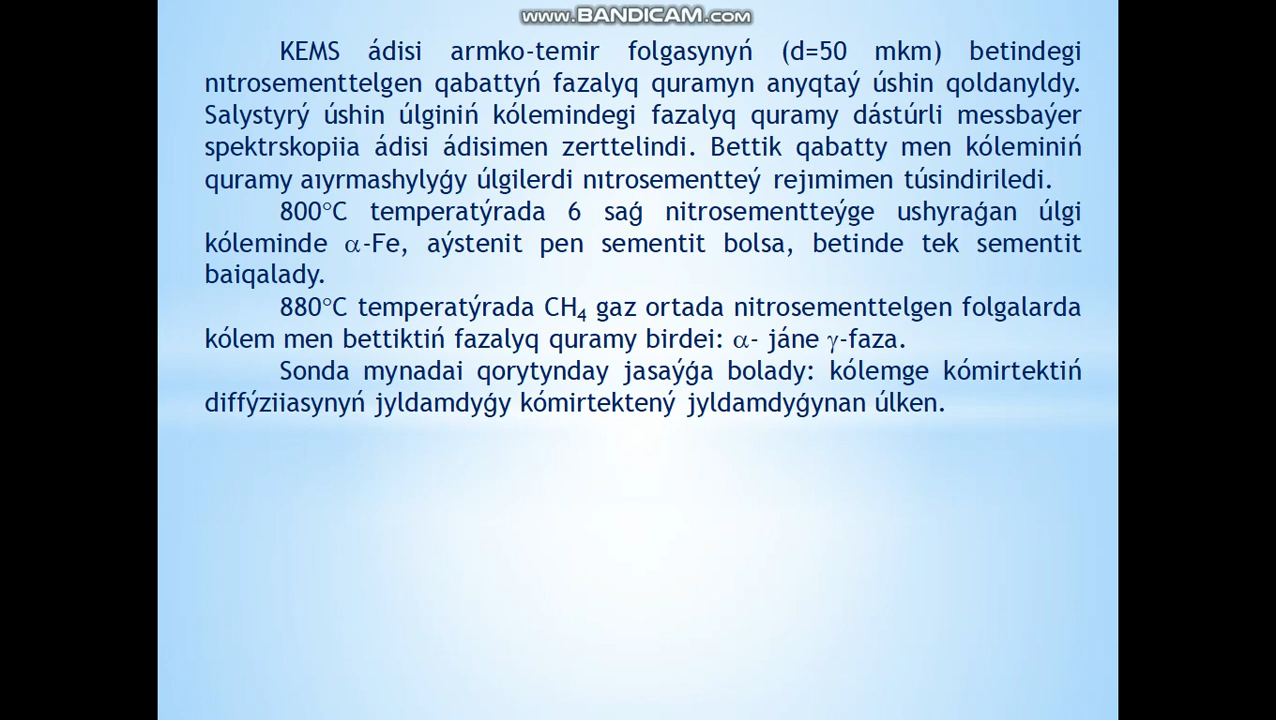 www.BANDICAM.com
KEMS ádisi armko-temir folgasynyń (d=50 mkm) betindegi
nıtrosementtelgen qabattyń fazalyq quramyn anyqtaý úshin qoldanyldy.
Salystyrý úshin úlginiń kólemindegi fazalyq quramy dástúrli messbaýer
spektrskopiia ádisi ádisimen zerttelindi. Bettik qabatty men kóleminiń
quramy aıyrmashylyǵy úlgilerdi nıtrosementteý rejımimen túsindiriledi.
800°C temperatýrada 6 saǵ nitrosementteýge ushyraǵan úlgi
kóleminde α-Fe, aýstenit pen sementit bolsa, betinde tek sementit
baiqalady.
880°C temperatýrada CH₄ gaz ortada nitrosementtelgen folgalarda
kólem men bettiktiń fazalyq quramy birdei: α- jáne γ-faza.
Sonda mynadai qorytynday jasaýǵa bolady: kólemge kómirtektiń
diffýziiasynyń jyldamdyǵy kómirtektený jyldamdyǵynan úlken.